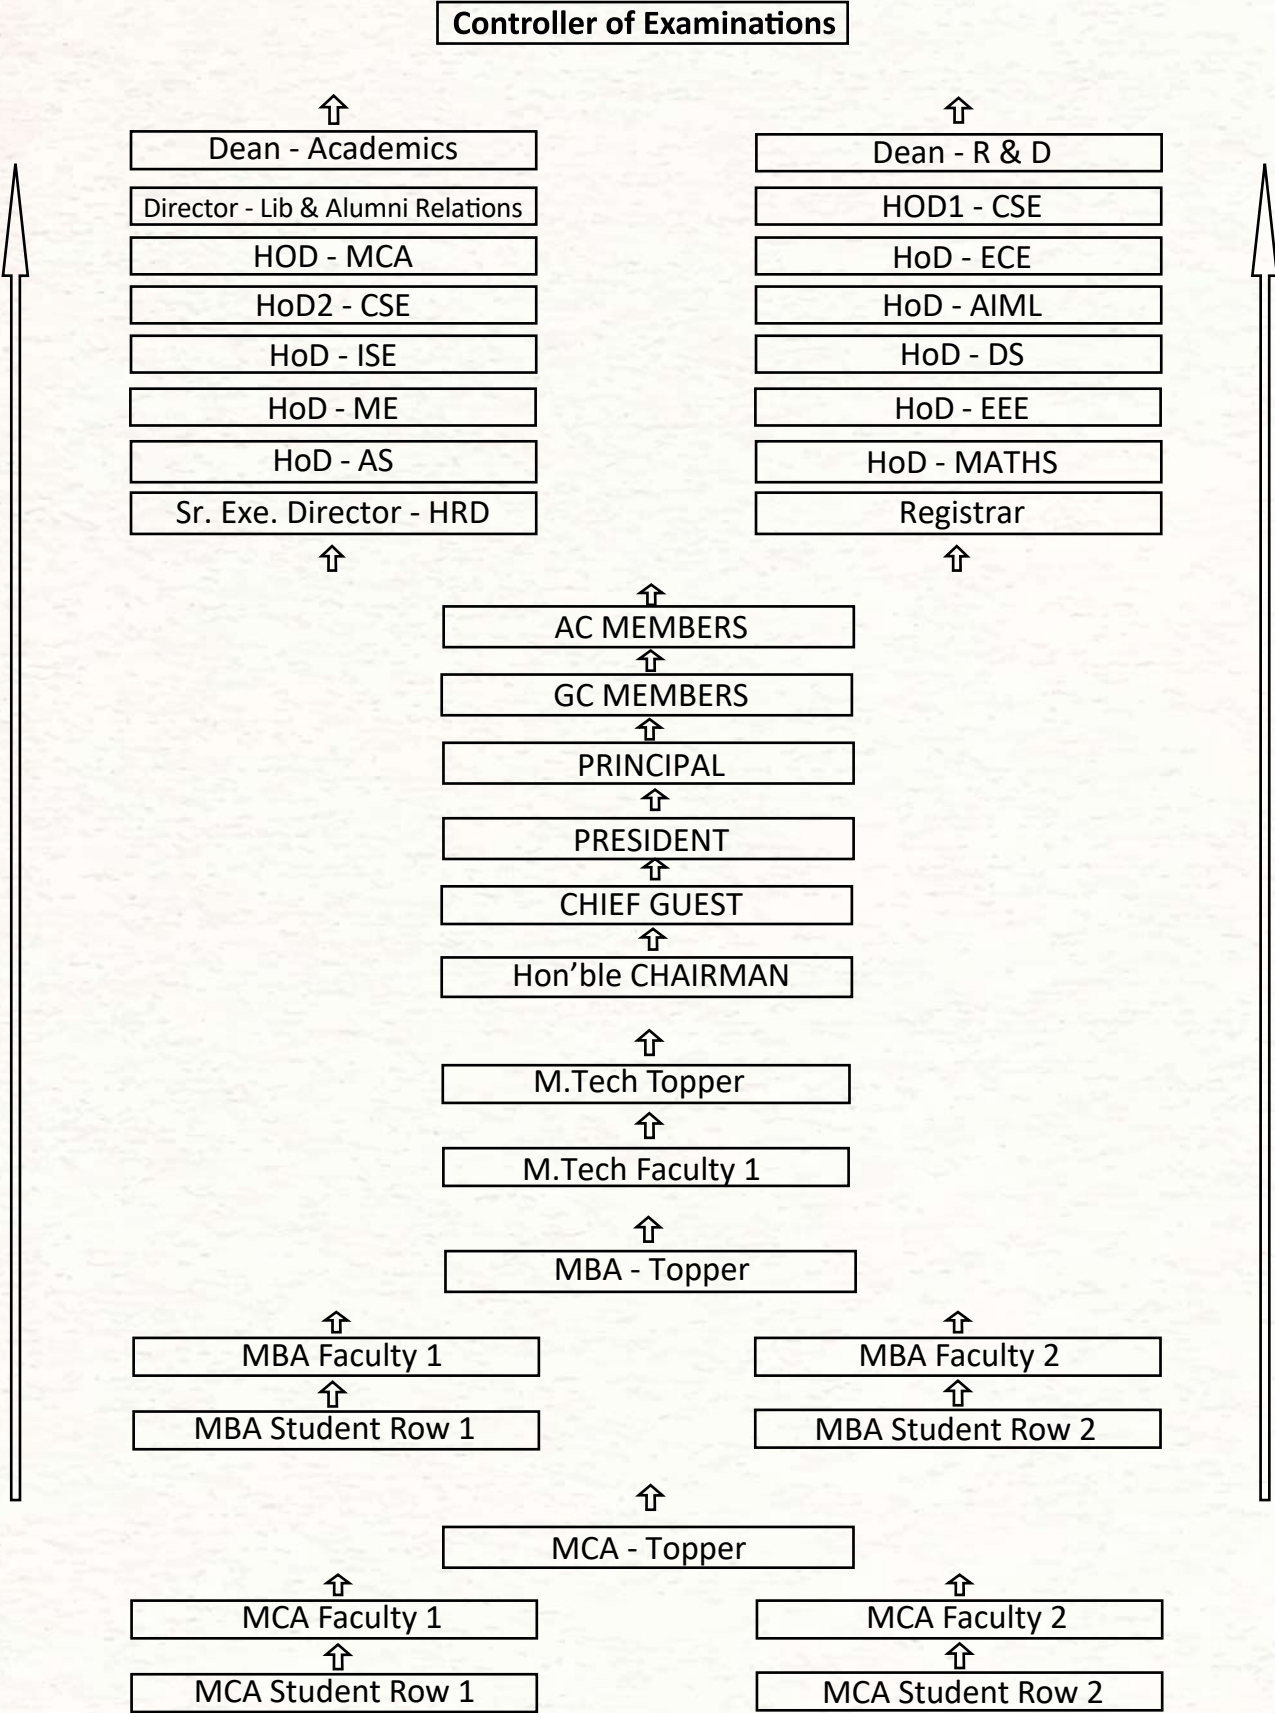 Controller of Examinations
Dean - Academics
Dean - R & D
Director - Lib & Alumni Relations
HOD1 - CSE
HOD - MCA
HoD - ECE
HoD2 - CSE
HoD - AIML
HoD - ISE
HoD - DS
HoD - ME
HoD - EEE
HoD - AS
HoD - MATHS
Sr. Exe. Director - HRD
Registrar
AC MEMBERS
GC MEMBERS
PRINCIPAL
PRESIDENT
CHIEF GUEST
Hon’ble CHAIRMAN
M.Tech Topper
M.Tech Faculty 1
MBA - Topper
MBA Faculty 1
MBA Faculty 2
MBA Student Row 1
MBA Student Row 2
MCA - Topper
MCA Faculty 1
MCA Faculty 2
MCA Student Row 1
MCA Student Row 2